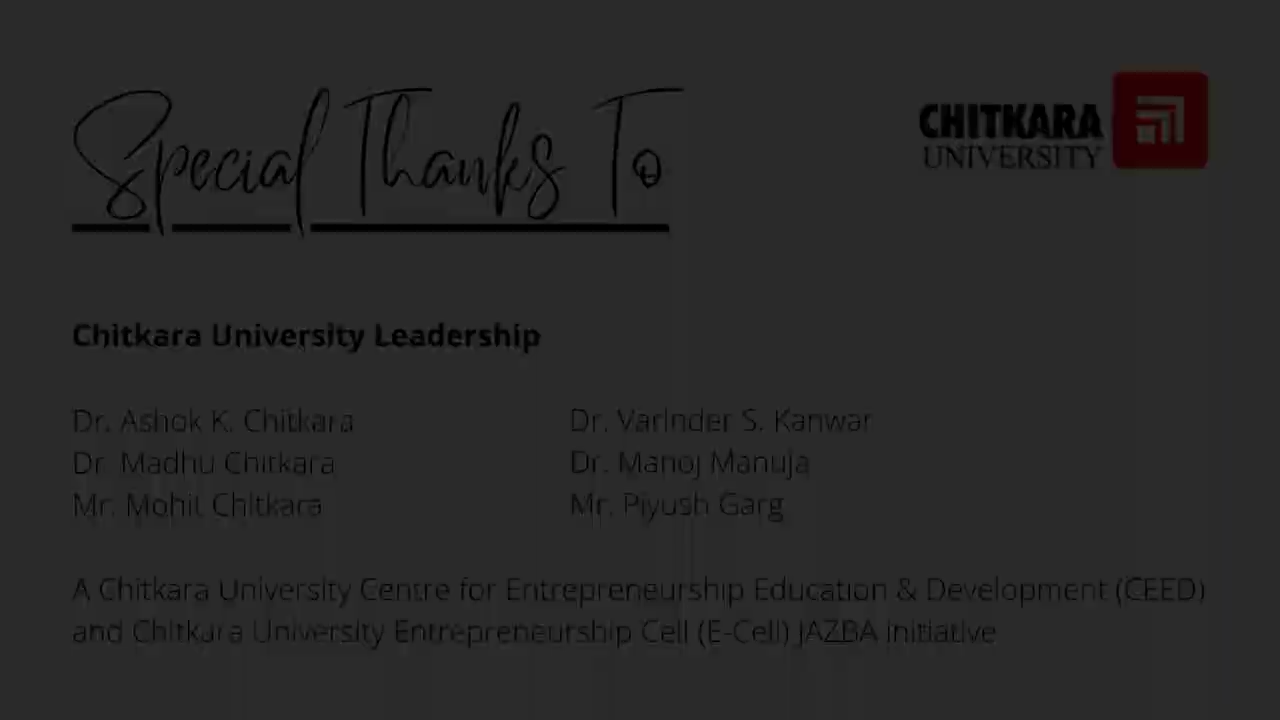 Special Thanks To
CHITKARA
UNIVERSITY
Chitkara University Leadership
Dr. Ashok K. Chitkara
Dr. Madhu Chitkara
Mr. Mohit Chitkara
Dr. Varinder S. Kanwar
Dr. Manoj Manuja
Mr. Piyush Garg
A Chitkara University Centre for Entrepreneurship Education & Development (CEED)
and Chitkara University Entrepreneurship Cell (E-Cell) JAZBA initiative